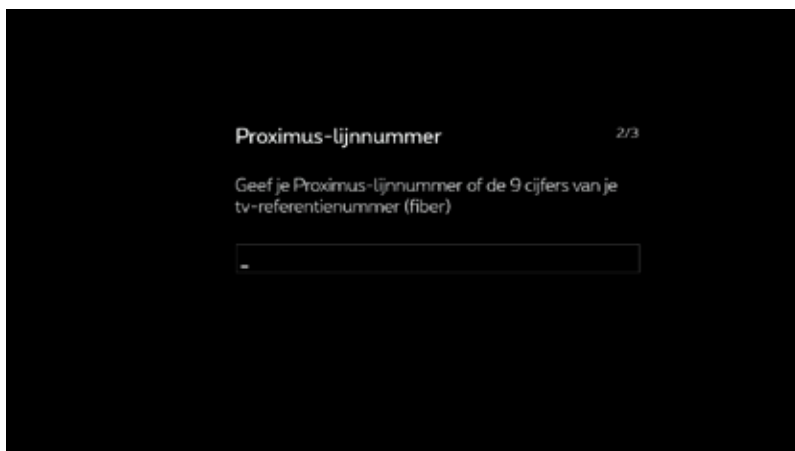 Proximus-lijnnummer 2/3
Geef je Proximus-lijnnummer of de 9 cijfers van je
tv-referentienummer (fiber)